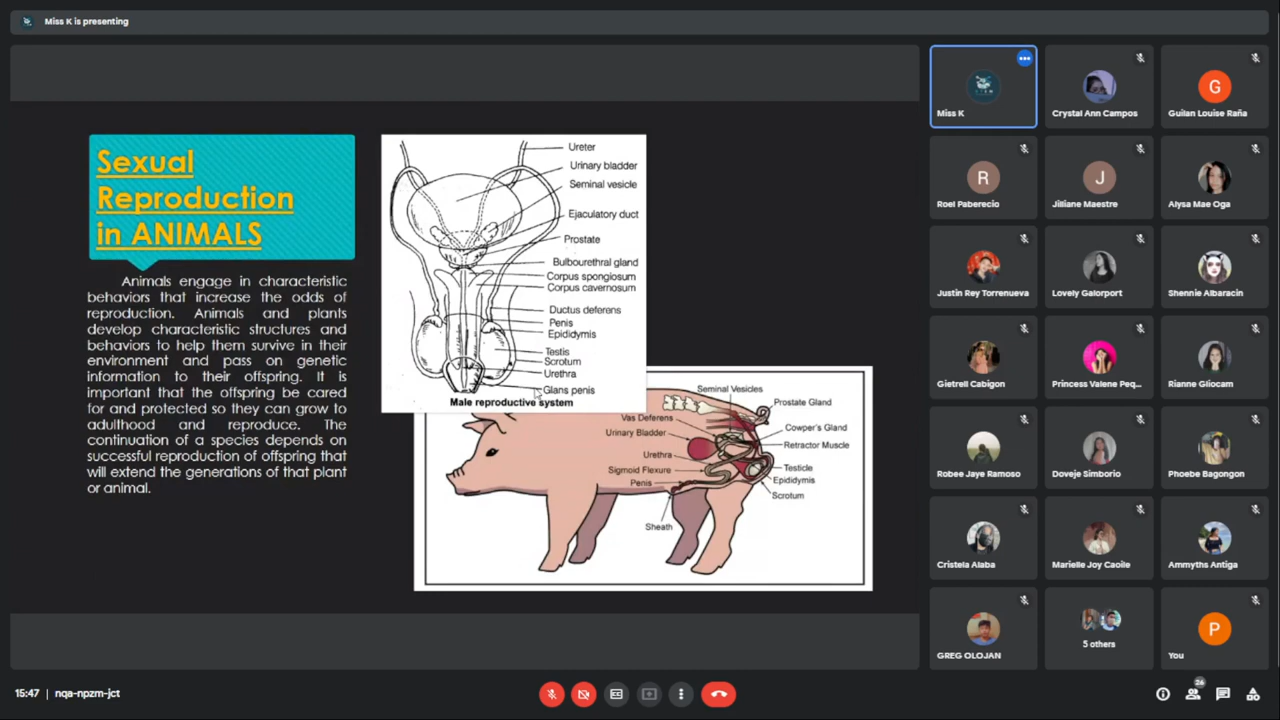 Miss K is presenting
Sexual
Reproduction
in ANIMALS
Animals engage in characteristic
behaviors that increase the odds of
reproduction. Animals and plants
develop characteristic structures and
behaviors to help them survive in their
environment and pass on genetic
information to their offspring. It is
important that the offspring be cared
for and protected so they can grow to
adullhood and reproduce. The
continuation of a species depends on
successful reproduction of offspring that
will extend the generations of that plant
or animal.
Ureter
Urinary bladder
Seminal vesicle
Ejaculatory duct
Prostate
Bulbourethral gland
Corpus spongiosum
Corpus cavernosum
Ductus deferens
Penis
Epididymis
Testis
Scrotum
Urethra
Glans penis
Male reproductive system
Seminal Vesicles
Prostate Gland
Vas Deferens
Cowper's Gland
Urinary Bladder
Retractor Muscle
Urethra
Testicle
Sigmoid Flexure
Epididymis
Penis
Scrotum
Sheath
Miss K
Crystal Ann Campos
G
Guilan Louise Raña
R
Roel Paberecio
J
Jilliane Maestre
Alysa Mae Oga
Justin Rey Torrenueva
Lovely Galorport
Shennie Albaracin
Gietrell Cabigon
Princess Valene Peq...
Rianne Gliocam
Robee Jaye Ramoso
Doveje Simborio
Phoebe Bagongon
Cristela Alaba
Marielle Joy Caoile
Ammyths Antiga
GREG OLOJAN
5 others
P
You
15:47 | nqa-npzm-jct
26